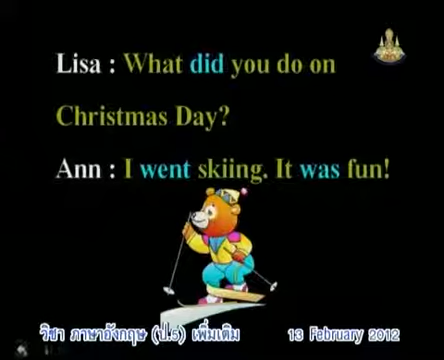 Lisa : What did you do on
Christmas Day?
Ann : I went skiing. It was fun!
วิชา ภาษาอังกฤษ (ป.6) เพิ่มเติม 13 February 2012